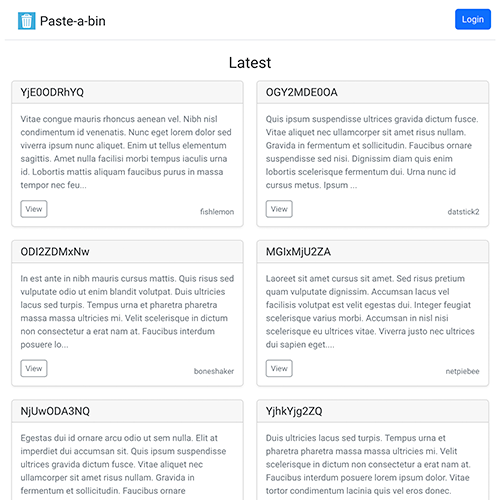 Paste-a-bin
Login
Latest
YjE0ODRhYQ
Vitae congue mauris rhoncus aenean vel. Nibh nisl
condimentum id venenatis. Nunc eget lorem dolor sed
viverra ipsum nunc aliquet. Enim ut tellus elementum
sagittis. Amet nulla facilisi morbi tempus iaculis urna
id. Lobortis mattis aliquam faucibus purus in massa
tempor nec feu...
View
fishlemon
OGY2MDE0OA
Quis ipsum suspendisse ultrices gravida dictum fusce.
Vitae aliquet nec ullamcorper sit amet risus nullam.
Gravida in fermentum et sollicitudin. Faucibus ornare
suspendisse sed nisi. Dignissim diam quis enim
lobortis scelerisque fermentum dui. Urna nunc id
cursus metus. Ipsum ...
View
datstick2
ODI2ZDMxNw
In est ante in nibh mauris cursus mattis. Quis risus sed
vulputate odio ut enim blandit volutpat. Duis ultricies
lacus sed turpis. Tempus urna et pharetra pharetra
massa massa ultricies mi. Velit scelerisque in dictum
non consectetur a erat nam at. Faucibus interdum
posuere lo...
View
boneshaker
MGIxMjU2ZA
Laoreet sit amet cursus sit amet. Sed risus pretium
quam vulputate dignissim. Accumsan lacus vel
facilisis volutpat est velit egestas dui. Integer feugiat
scelerisque varius morbi. Accumsan in nisl nisi
scelerisque eu ultrices vitae. Viverra justo nec ultrices
dui sapien eget....
View
netpiebee
NjUwODA3NQ
Egestas dui id ornare arcu odio ut sem nulla. Elit at
imperdiet dui accumsan sit. Quis ipsum suspendisse
ultrices gravida dictum fusce. Vitae aliquet nec
ullamcorper sit amet risus nullam. Gravida in
fermentum et sollicitudin. Faucibus ornare
YjhkYjg2ZQ
Duis ultricies lacus sed turpis. Tempus urna et
pharetra pharetra massa massa ultricies mi. Velit
scelerisque in dictum non consectetur a erat nam at.
Faucibus interdum posuere lorem ipsum dolor. Vitae
tortor condimentum lacinia quis vel eros donec.